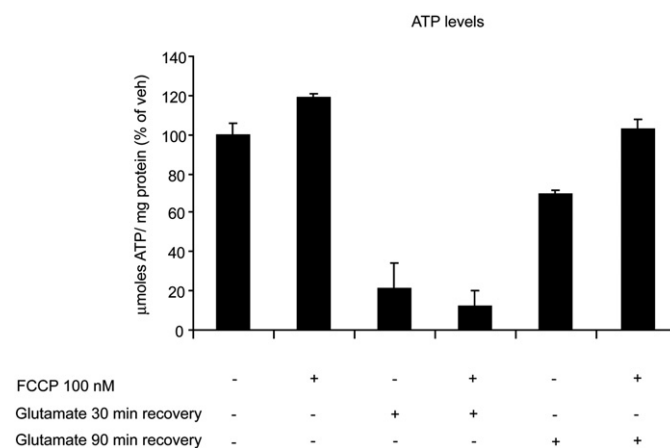 ATP levels
µmoles ATP/ mg protein (% of veh)
140
120
100
80
60
40
20
0
FCCP 100 nM - + - + - +
Glutamate 30 min recovery - - + + - -
Glutamate 90 min recovery - - - - + +